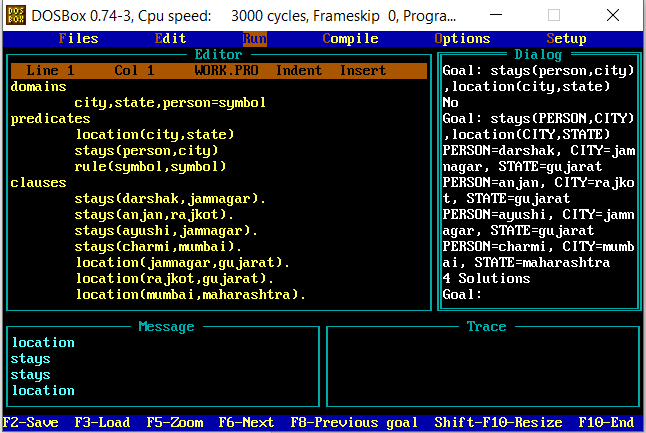 DOSBox 0.74-3, Cpu speed: 3000 cycles, Frameskip 0, Progra...
Files Edit Run Compile Options Setup
Editor
Line 1 Col 1 WORK.PRO Indent Insert
domains
city,state,person=symbol
predicates
location(city,state)
stays(person,city)
rule(symbol,symbol)
clauses
stays(darshak,jamnagar).
stays(anjan,rajkot).
stays(ayushi,jamnagar).
stays(charmi,mumbai).
location(jamnagar,gujarat).
location(rajkot,gujarat).
location(mumbai,maharashtra).
Dialog
Goal: stays(person,city)
,location(city,state)
No
Goal: stays(PERSON,CITY)
,location(CITY,STATE)
PERSON=darshak, CITY=jam
nagar, STATE=gujarat
PERSON=anjan, CITY=rajko
t, STATE=gujarat
PERSON=ayushi, CITY=jamn
agar, STATE=gujarat
PERSON=charmi, CITY=mumb
ai, STATE=maharashtra
4 Solutions
Goal:
Message
location
stays
stays
location
Trace
F2-Save F3-Load F5-Zoom F6-Next F8-Previous goal Shift-F10-Resize F10-End